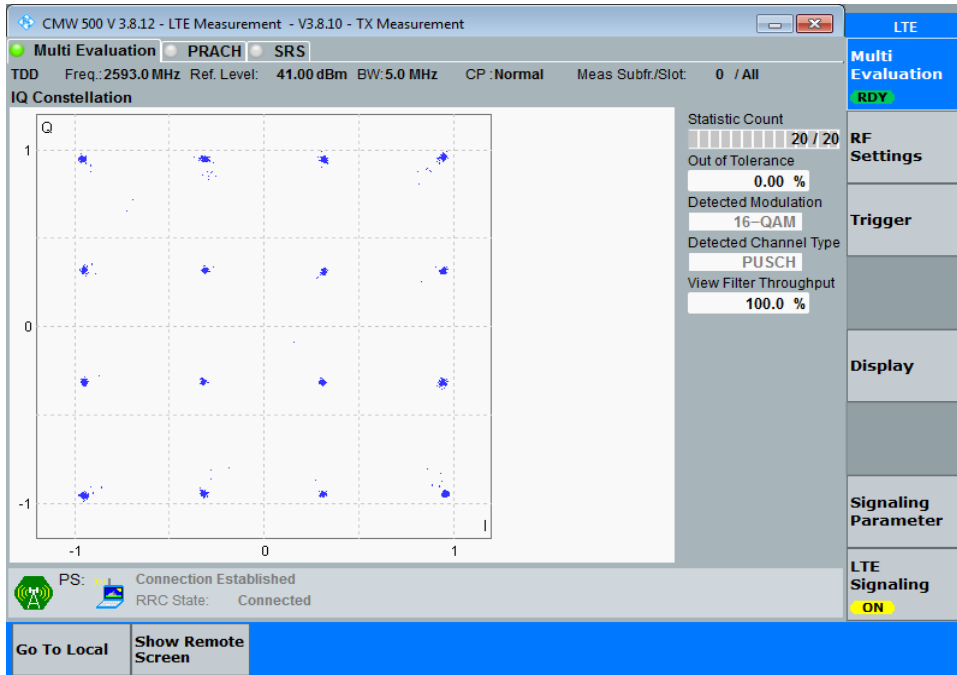 CMW 500 V 3.8.12 - LTE Measurement - V3.8.10 - TX Measurement
LTE
Multi Evaluation PRACH SRS
Multi
Evaluation
RDY
TDD Freq.:2593.0 MHz Ref. Level: 41.00 dBm BW:5.0 MHz CP :Normal Meas Subfr./Slot: 0 / All
IQ Constellation
Q
1
0
-1
-1 0 1
I
Statistic Count
20 / 20
Out of Tolerance
0.00 %
Detected Modulation
16-QAM
Detected Channel Type
PUSCH
View Filter Throughput
100.0 %
RF
Settings
Trigger
Display
Signaling
Parameter
LTE
Signaling
ON
PS: Connection Established
RRC State: Connected
Go To Local
Show Remote
Screen